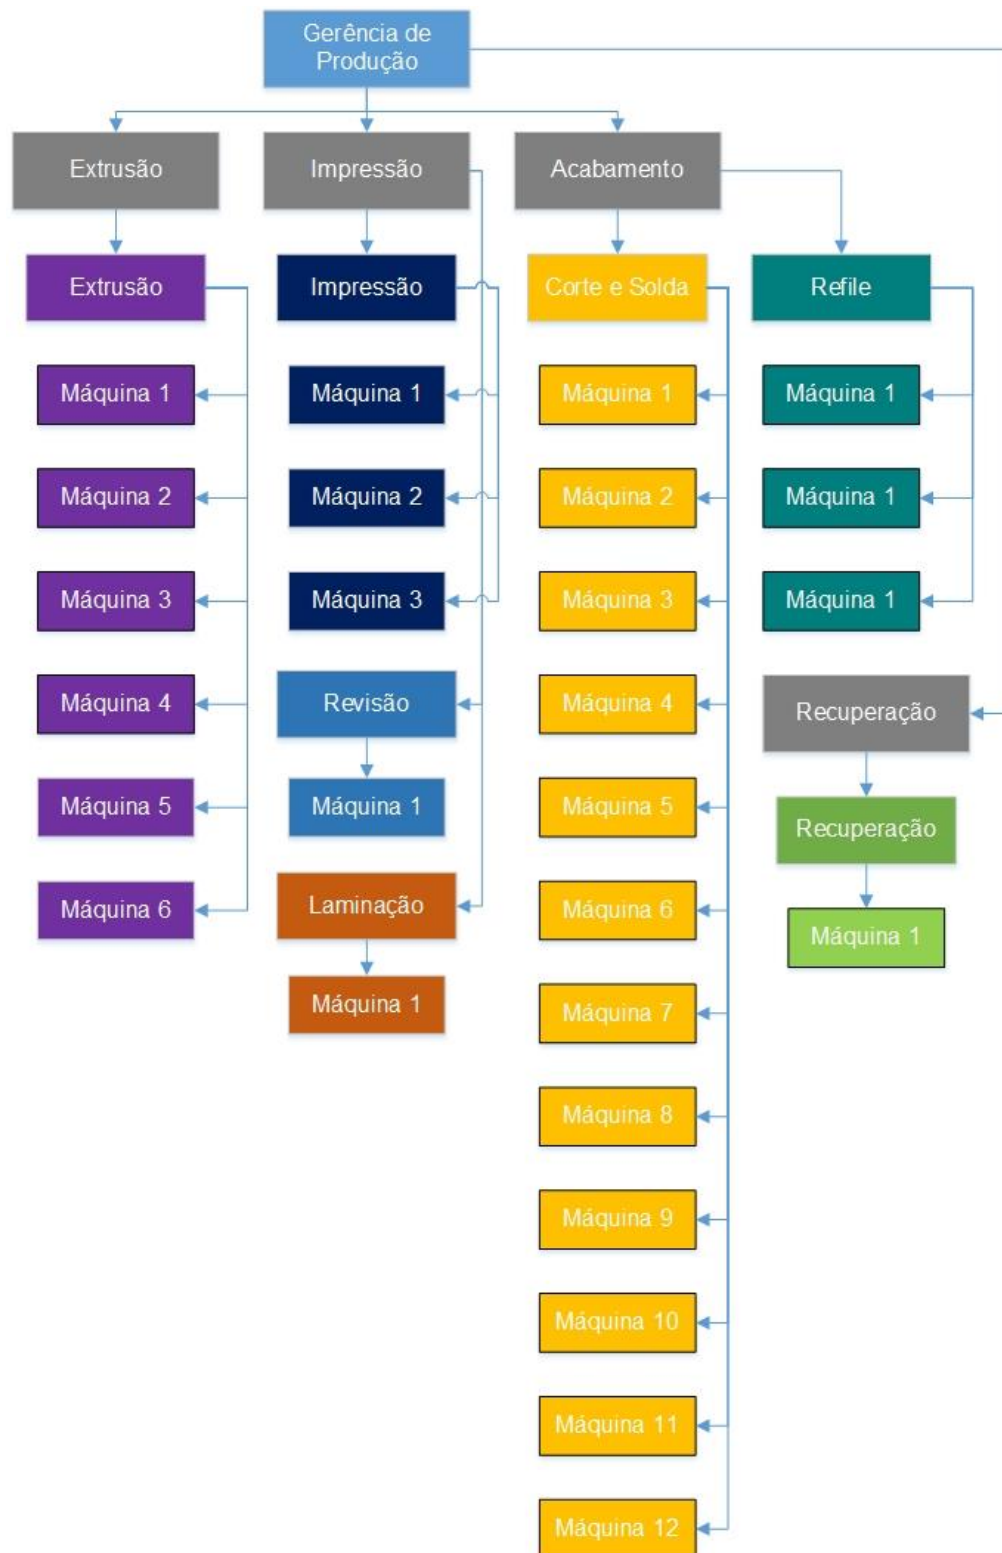 Gerência de
Produção
Extrusão
Impressão
Acabamento
Extrusão
Impressão
Corte e Solda
Refile
Máquina 1
Máquina 1
Máquina 1
Máquina 1
Máquina 2
Máquina 2
Máquina 2
Máquina 1
Máquina 3
Máquina 3
Máquina 3
Máquina 1
Máquina 4
Revisão
Máquina 4
Recuperação
Máquina 5
Máquina 1
Máquina 5
Recuperação
Máquina 6
Laminação
Máquina 6
Máquina 1
Máquina 1
Máquina 7
Máquina 8
Máquina 9
Máquina 10
Máquina 11
Máquina 12